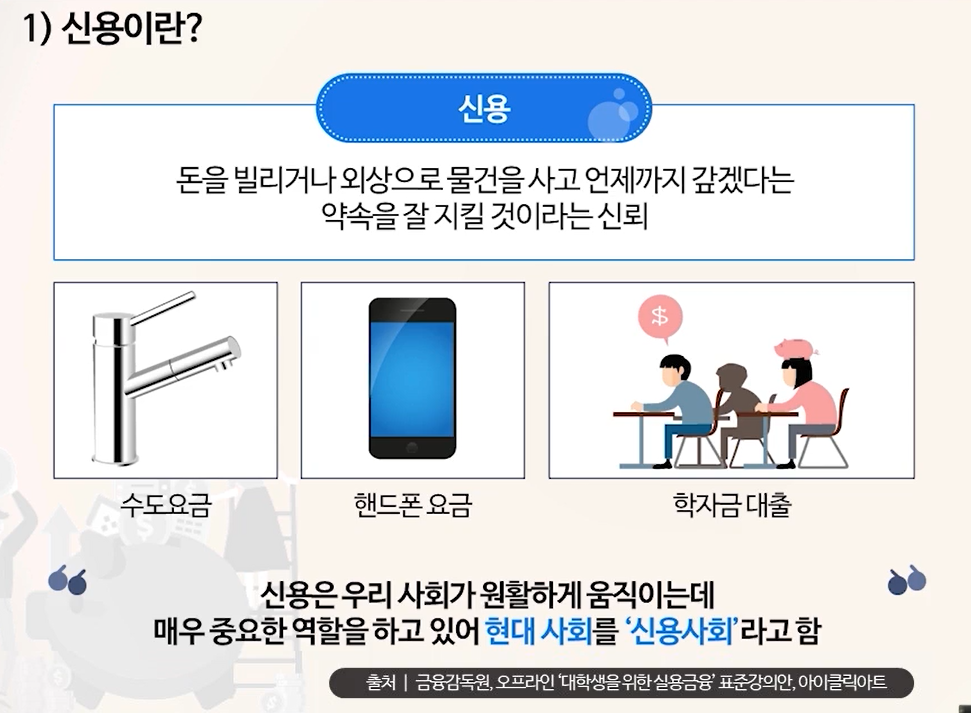 1) 신용이란?
신용
돈을 빌리거나 외상으로 물건을 사고 언제까지 갚겠다는
약속을 잘 지킬 것이라는 신뢰
$
수도요금
핸드폰 요금
학자금 대출
신용은 우리 사회가 원활하게 움직이는데
매우 중요한 역할을 하고 있어 현대 사회를 ‘신용사회’라고 함
출처 | 금융감독원, 오프라인 ‘대학생을 위한 실용금융’ 표준강의안, 아이클릭아트